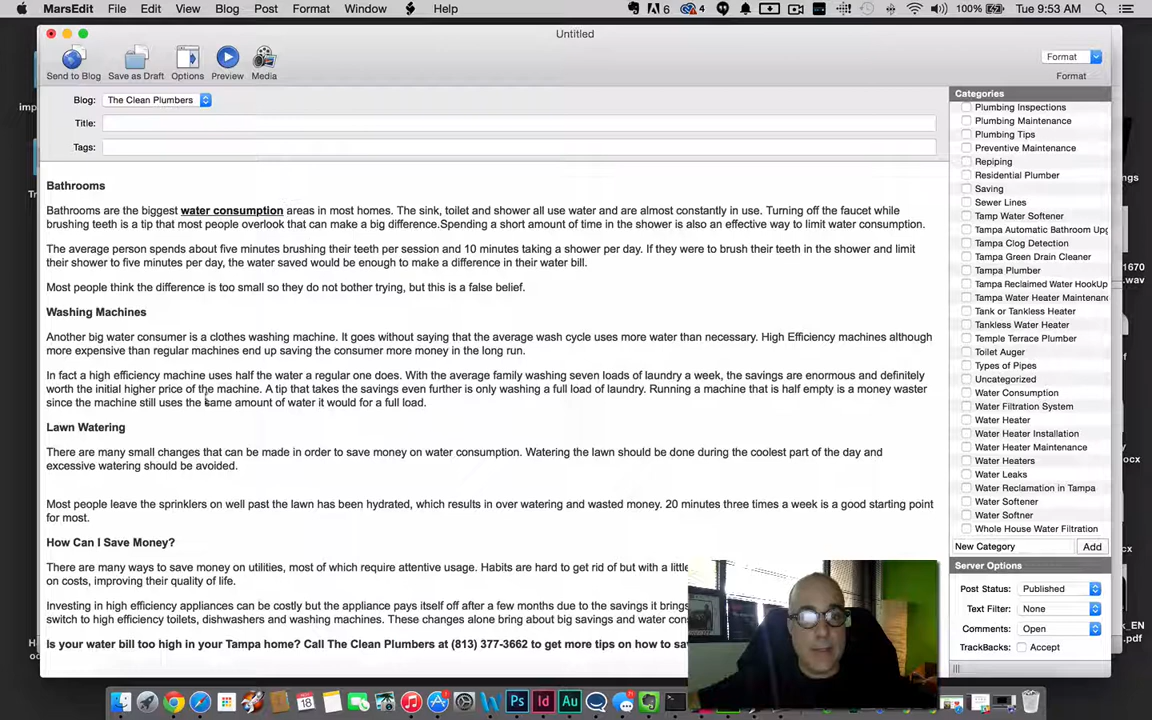 MarsEdit File Edit View Blog Post Format Window Help 6 4 100% Tue 9:53 AM
Untitled
Send to Blog Save as Draft Options Preview Media Format
Format
Blog: The Clean Plumbers
Title:
Tags:
Bathrooms
Bathrooms are the biggest water consumption areas in most homes. The sink, toilet and shower all use water and are almost constantly in use. Turning off the faucet while
brushing teeth is a tip that most people overlook that can make a big difference.Spending a short amount of time in the shower is also an effective way to limit water consumption.
The average person spends about five minutes brushing their teeth per session and 10 minutes taking a shower per day. If they were to brush their teeth in the shower and limit
their shower to five minutes per day, the water saved would be enough to make a difference in their water bill.
Most people think the difference is too small so they do not bother trying, but this is a false belief.
Washing Machines
Another big water consumer is a clothes washing machine. It goes without saying that the average wash cycle uses more water than necessary. High Efficiency machines although
more expensive than regular machines end up saving the consumer more money in the long run.
In fact a high efficiency machine uses half the water a regular one does. With the average family washing seven loads of laundry a week, the savings are enormous and definitely
worth the initial higher price of the machine. A tip that takes the savings even further is only washing a full load of laundry. Running a machine that is half empty is a money waster
since the machine still uses the same amount of water it would for a full load.
Lawn Watering
There are many small changes that can be made in order to save money on water consumption. Watering the lawn should be done during the coolest part of the day and
excessive watering should be avoided.
Most people leave the sprinklers on well past the lawn has been hydrated, which results in over watering and wasted money. 20 minutes three times a week is a good starting point
for most.
How Can I Save Money?
There are many ways to save money on utilities, most of which require attentive usage. Habits are hard to get rid of but with a little
on costs, improving their quality of life.
Investing in high efficiency appliances can be costly but the appliance pays itself off after a few months due to the savings it brings
switch to high efficiency toilets, dishwashers and washing machines. These changes alone bring about big savings and water con
Is your water bill too high in your Tampa home? Call The Clean Plumbers at (813) 377-3662 to get more tips on how to sa
Categories
Plumbing Inspections
Plumbing Maintenance
Plumbing Tips
Preventive Maintenance
Repiping
Residential Plumber
Saving
Sewer Lines
Tamp Water Softener
Tampa Automatic Bathroom Upg
Tampa Clog Detection
Tampa Green Drain Cleaner
Tampa Plumber
Tampa Reclaimed Water HookUp
Tampa Water Heater Maintenan
Tank or Tankless Heater
Tankless Water Heater
Temple Terrace Plumber
Toilet Auger
Types of Pipes
Uncategorized
Water Consumption
Water Filtration System
Water Heater
Water Heater Installation
Water Heater Maintenance
Water Heaters
Water Leaks
Water Reclamation in Tampa
Water Softener
Water Softner
Whole House Water Filtration
New Category Add
Server Options
Post Status: Published
Text Filter: None
Comments: Open
TrackBacks: Accept
imp
ngs
1670
.wav
ocx
K_EN
.pdf
18
Ps Id Au